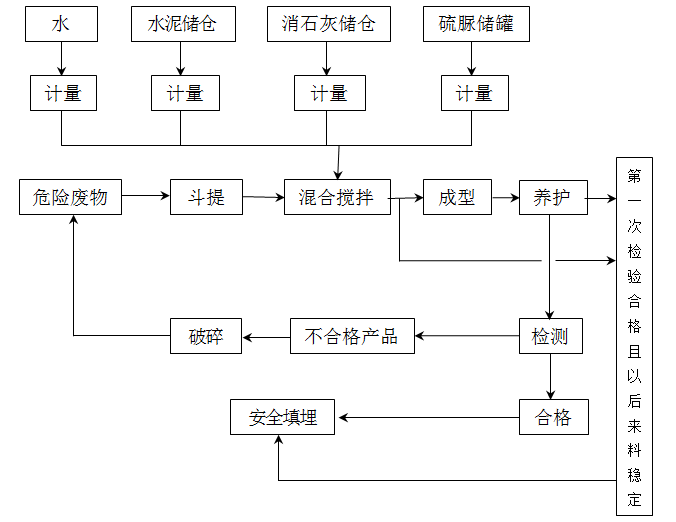 水
水泥储仓
消石灰储仓
硫脲储罐
计量
计量
计量
计量
危险废物
斗提
混合搅拌
成型
养护
第一次检验合格且以后来料稳定
破碎
不合格产品
检测
安全填埋
合格